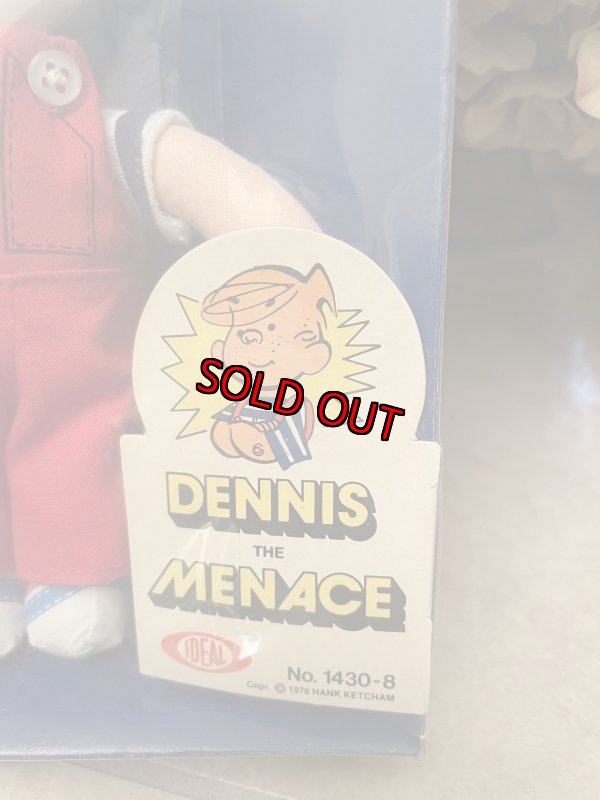 SOLD OUT
DENNIS
THE
MENACE
IDEAL
No. 1430-8
Copr. © 1976 HANK KETCHAM